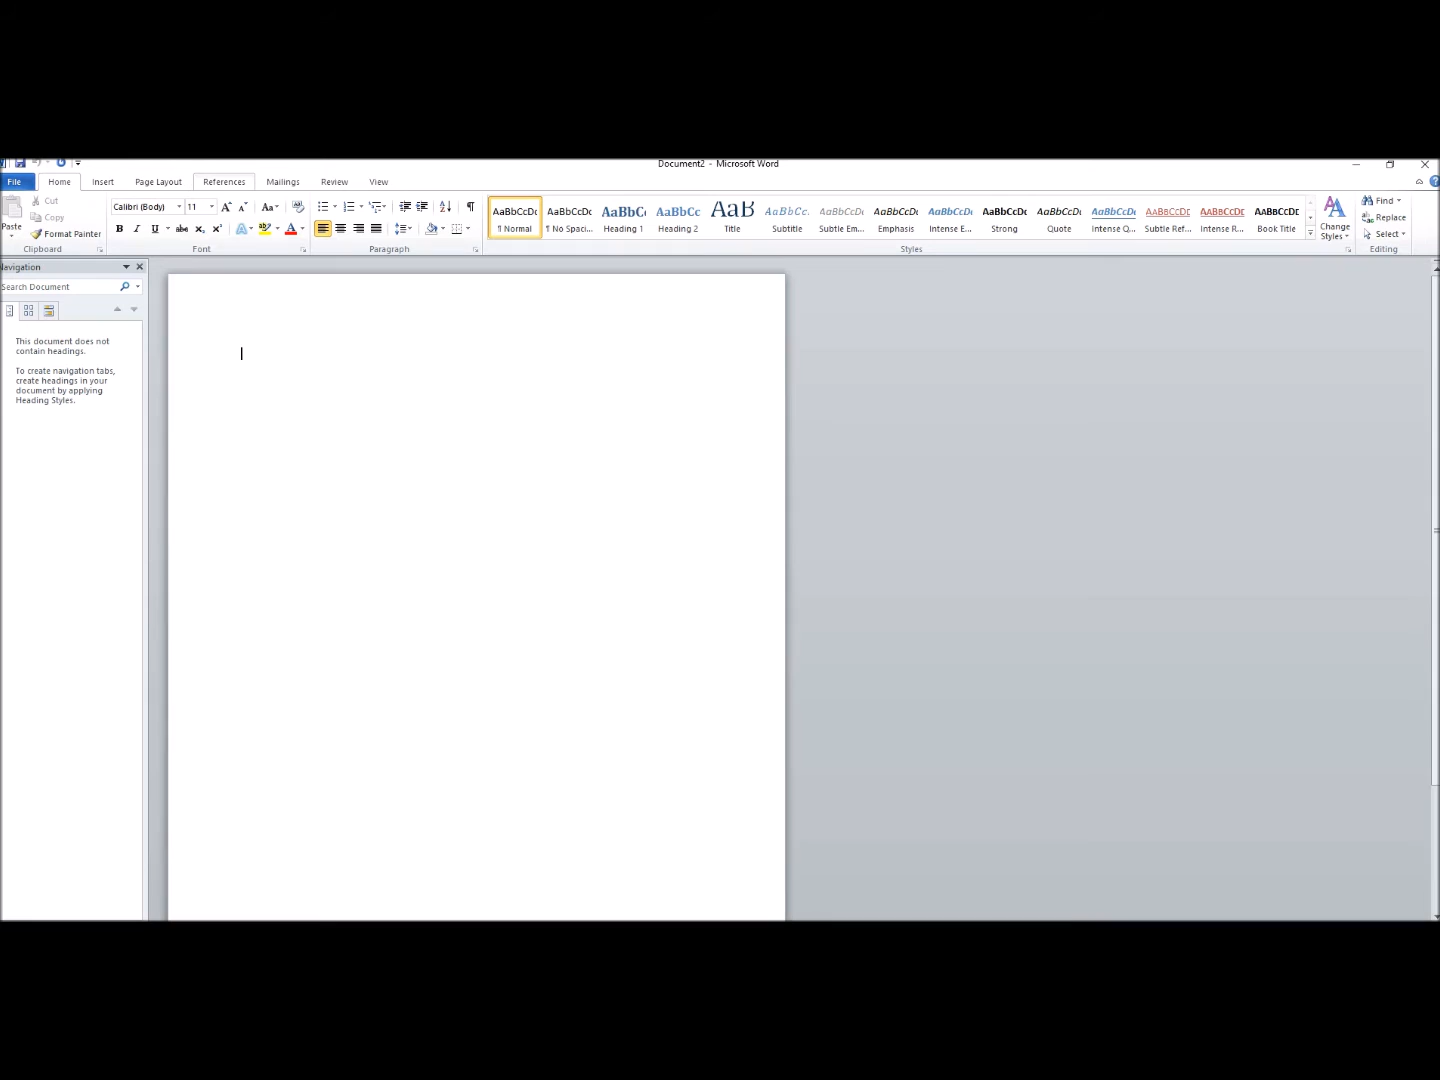 Document2 - Microsoft Word
File Home Insert Page Layout References Mailings Review View
Paste
Cut
Copy
Format Painter
Clipboard
Calibri (Body) 11
Font
Paragraph
AaBbCcDc AaBbCcDc AaBbC AaBbCc AaB AaBbCc. AaBbCcDc AaBbCcDc AaBbCcDc AaBbCcDc AaBbCcDc AaBbCcDc AABBCCDD AABBCCDD AABBCCDD
¶ Normal ¶ No Spaci... Heading 1 Heading 2 Title Subtitle Subtle Em... Emphasis Intense E... Strong Quote Intense Q... Subtle Ref... Intense R... Book Title
Styles
Change
Styles
Find
Replace
Select
Editing
Navigation
Search Document
This document does not
contain headings.
To create navigation tabs,
create headings in your
document by applying
Heading Styles.